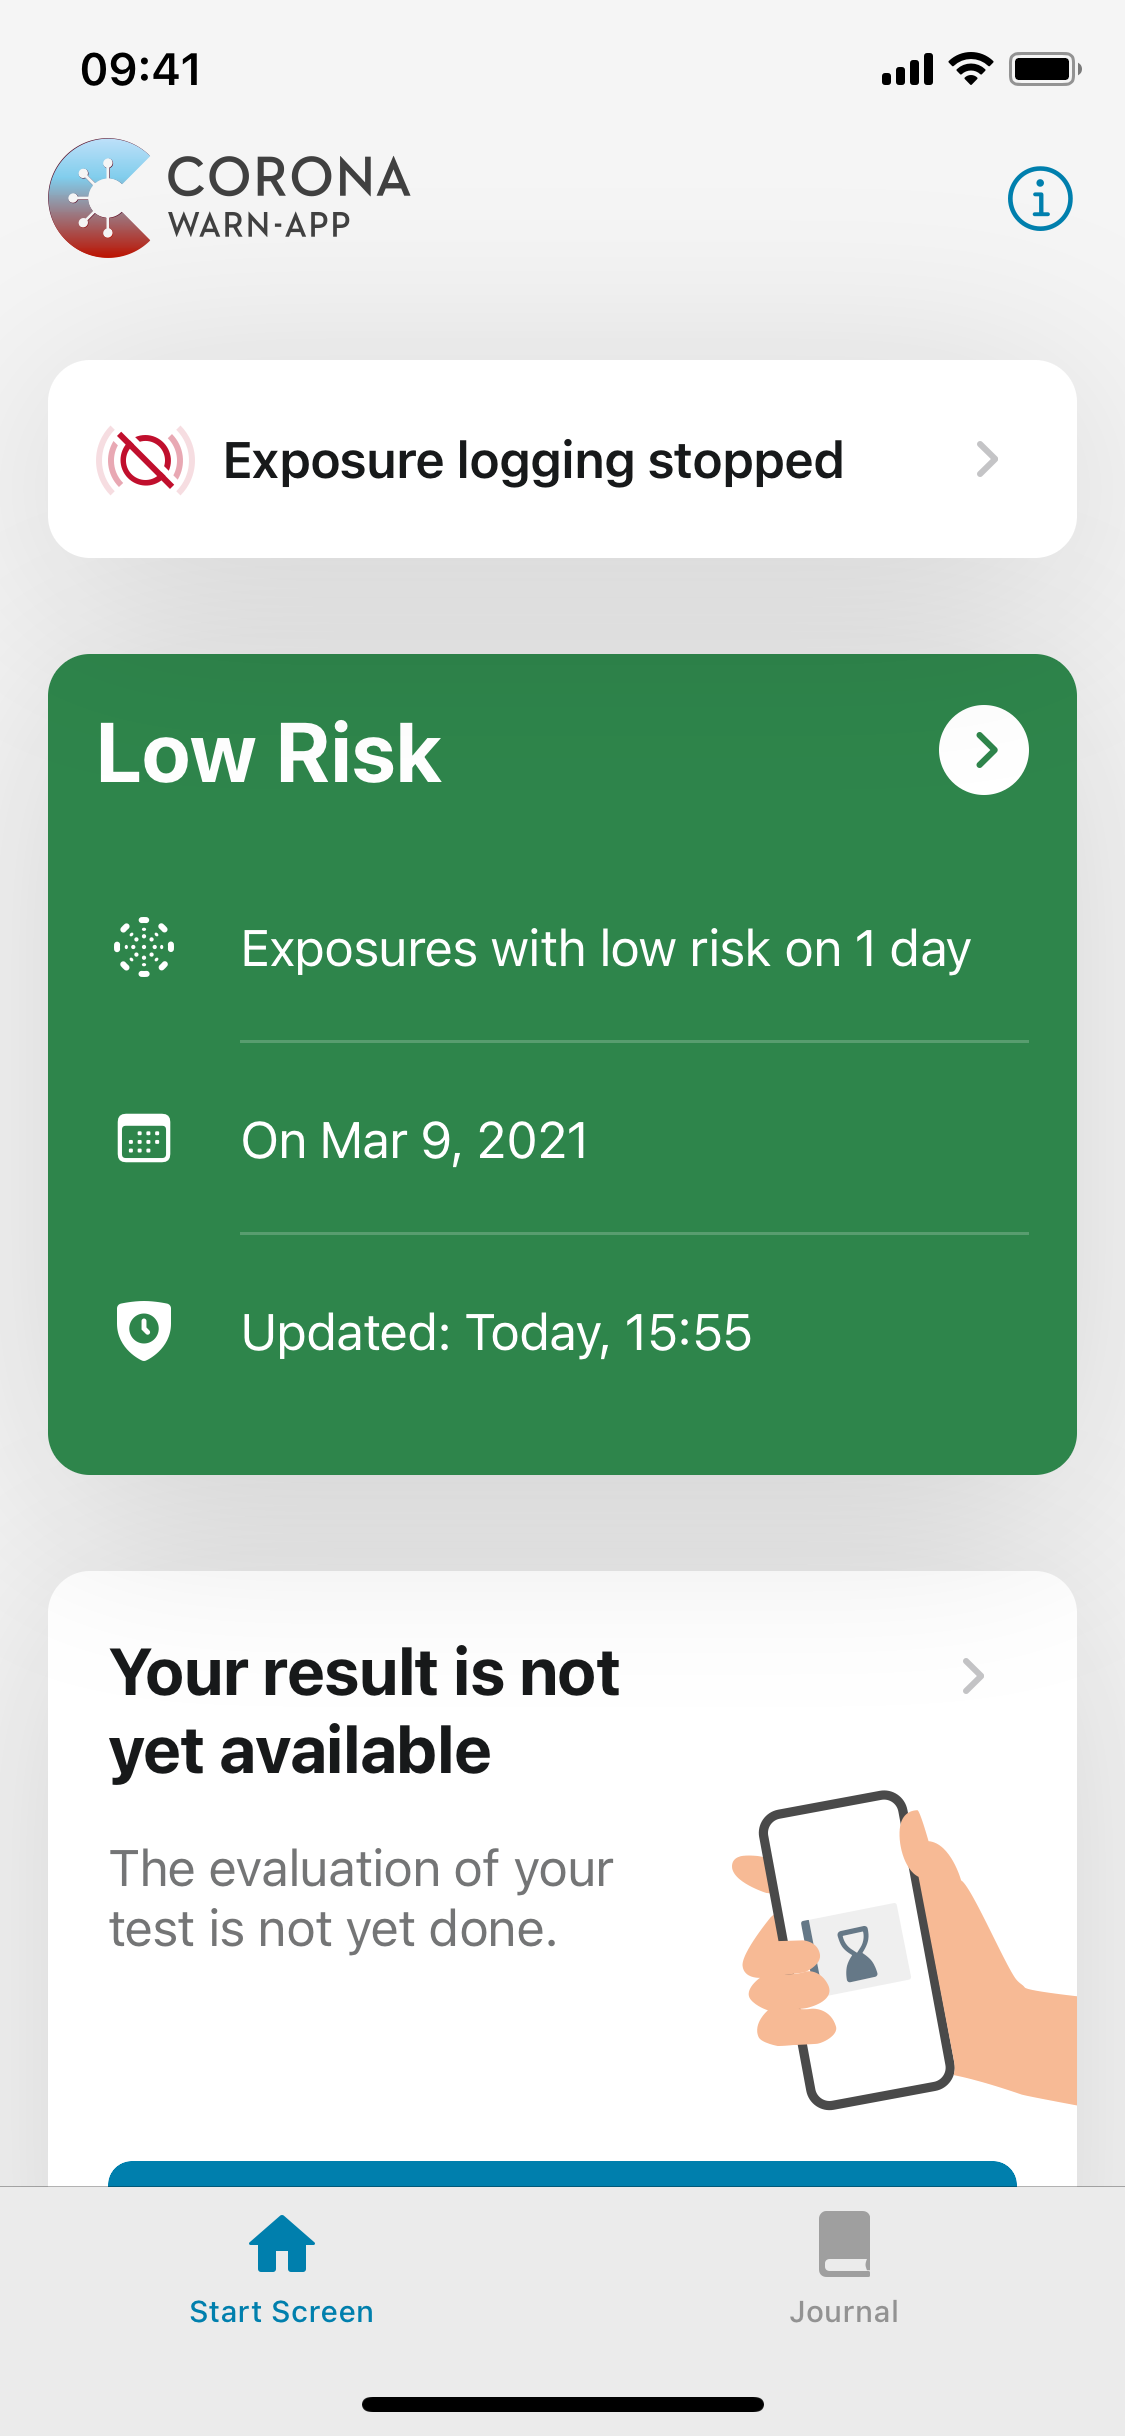 09:41
CORONA
WARN-APP
Exposure logging stopped
Low Risk
Exposures with low risk on 1 day
On Mar 9, 2021
Updated: Today, 15:55
Your result is not
yet available
The evaluation of your
test is not yet done.
Start Screen
Journal